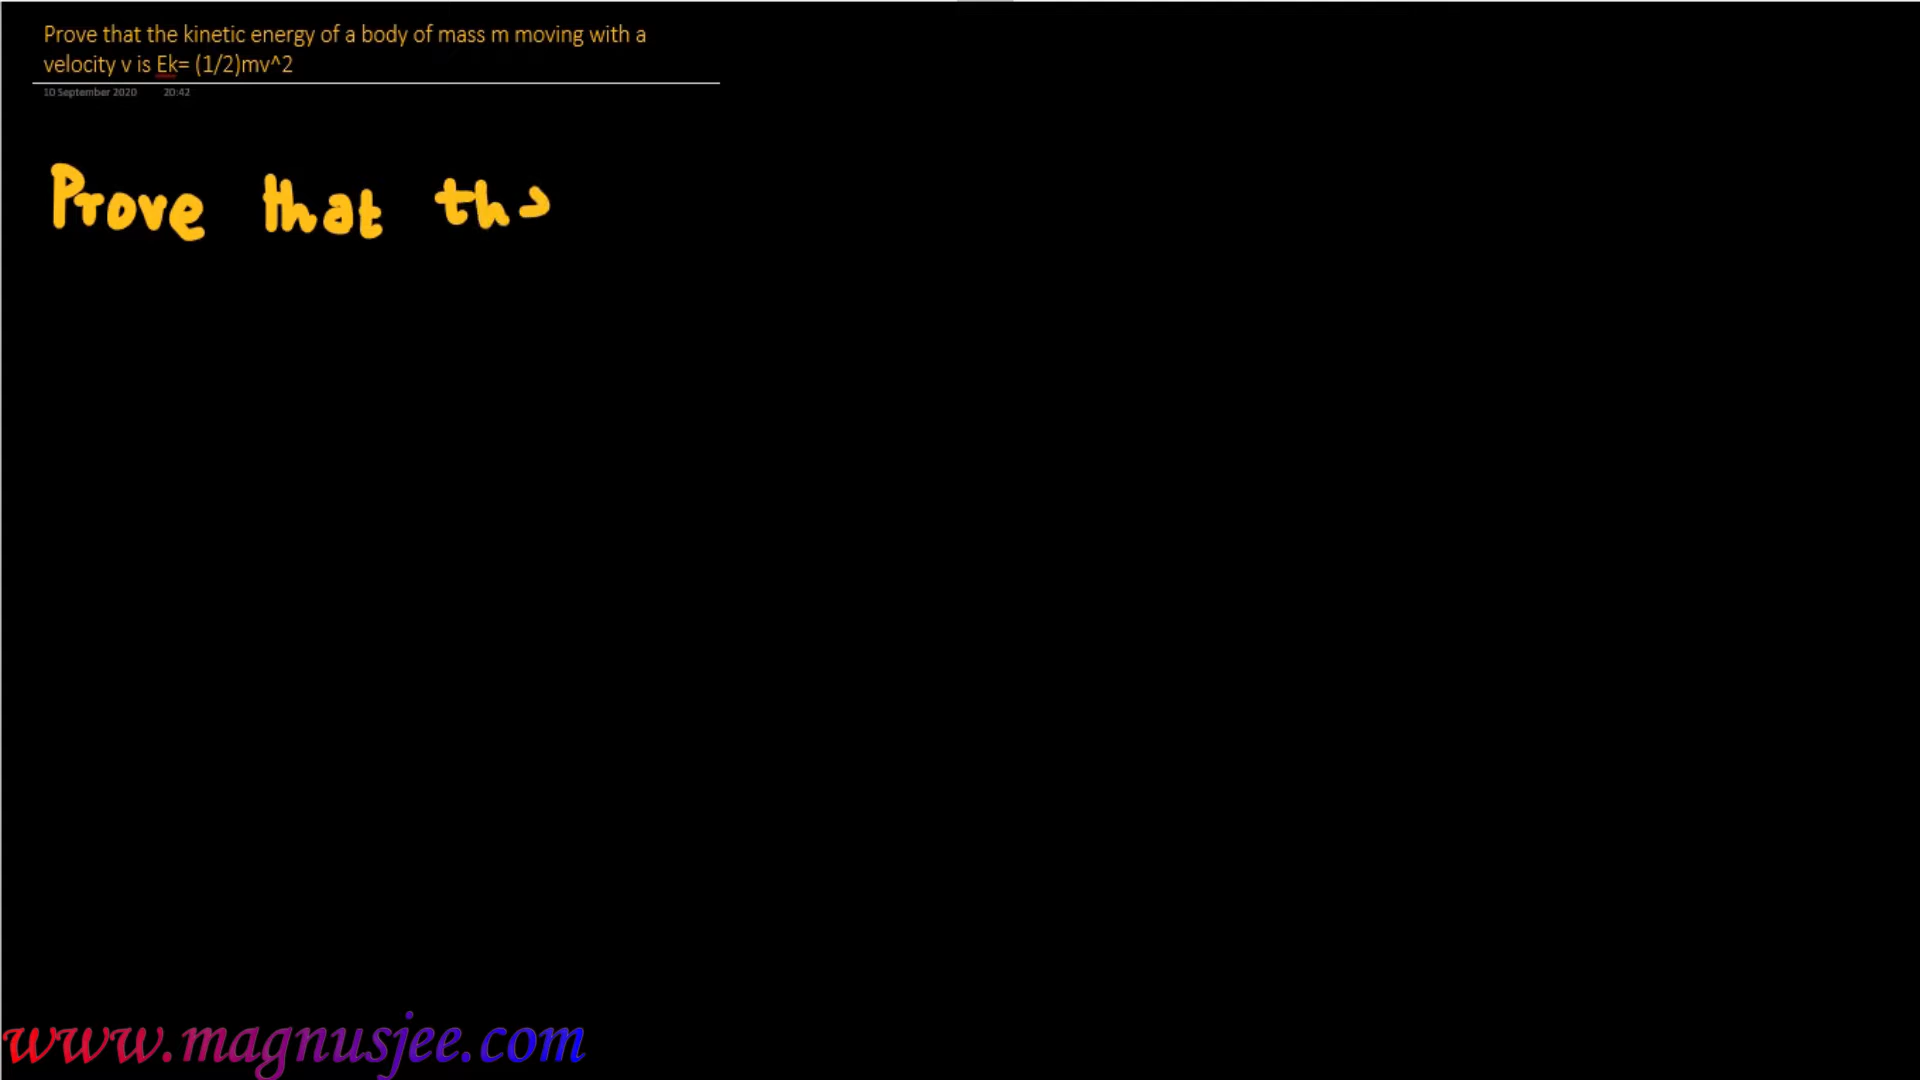 Prove that the kinetic energy of a body of mass m moving with a
velocity v is Ek= (1/2)mv^2
10 September 2020 20:42
Prove that
www.magnusjee.com